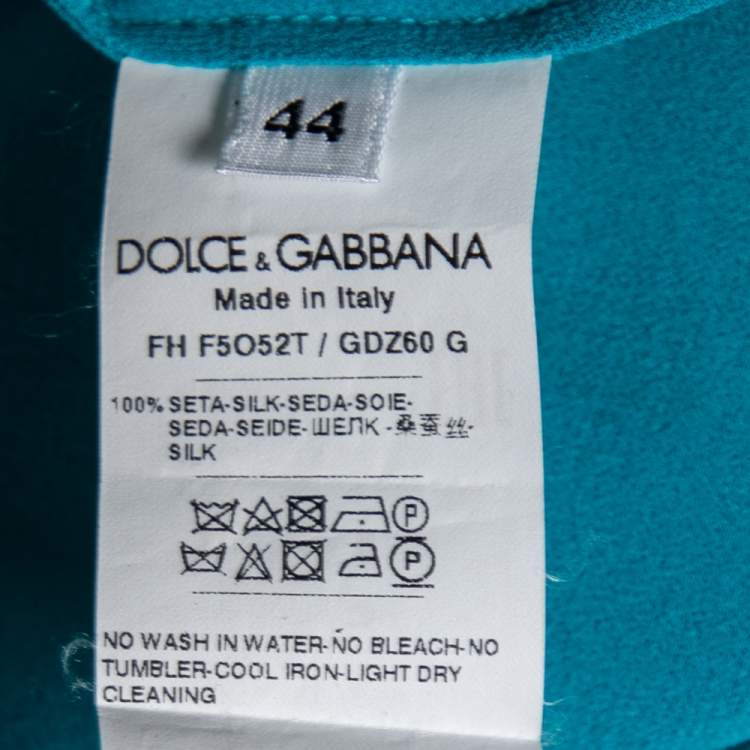 44
DOLCE & GABBANA
Made in Italy
FH F5O52T / GDZ60 G
100% SETA-SILK-SEDA-SOIE-
SEDA-SEIDE-ШЕЛК -桑蚕丝-
SILK
P
P
NO WASH IN WATER-NO BLEACH-NO
TUMBLER-COOL IRON-LIGHT DRY
CLEANING